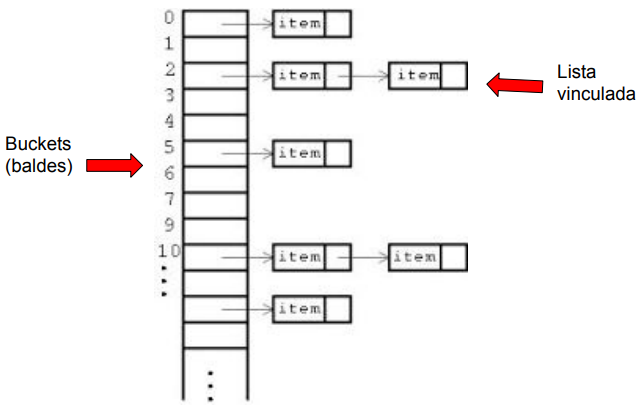 0
item
1
2
item
item
Lista
vinculada
3
4
Buckets
(baldes)
5
item
6
7
9
10
item
item
item